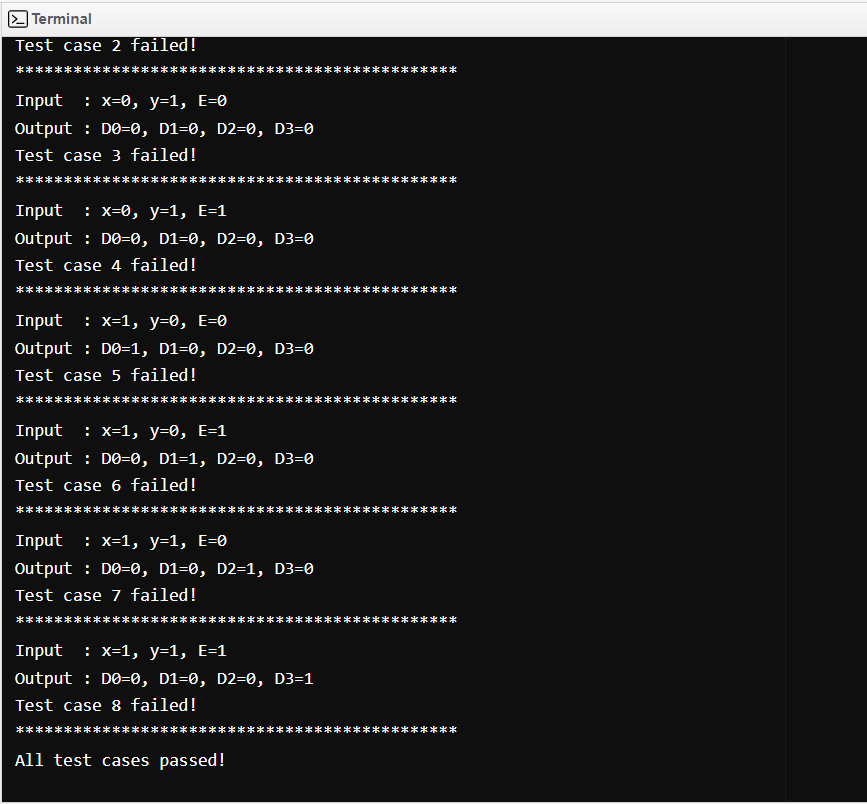 Terminal
Test case 2 failed!
**********************************************
Input  : x=0, y=1, E=0
Output : D0=0, D1=0, D2=0, D3=0
Test case 3 failed!
**********************************************
Input  : x=0, y=1, E=1
Output : D0=0, D1=0, D2=0, D3=0
Test case 4 failed!
**********************************************
Input  : x=1, y=0, E=0
Output : D0=1, D1=0, D2=0, D3=0
Test case 5 failed!
**********************************************
Input  : x=1, y=0, E=1
Output : D0=0, D1=1, D2=0, D3=0
Test case 6 failed!
**********************************************
Input  : x=1, y=1, E=0
Output : D0=0, D1=0, D2=1, D3=0
Test case 7 failed!
**********************************************
Input  : x=1, y=1, E=1
Output : D0=0, D1=0, D2=0, D3=1
Test case 8 failed!
**********************************************
All test cases passed!